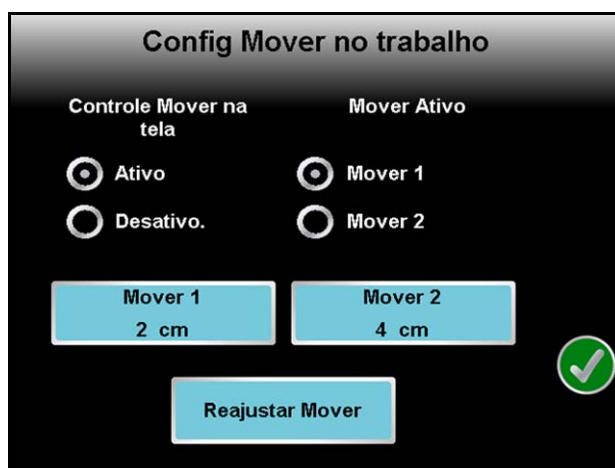 Config Mover no trabalho
Controle Mover na
tela
Mover Ativo
Ativo
Mover 1
Desativo.
Mover 2
Mover 1
2 cm
Mover 2
4 cm
Reajustar Mover